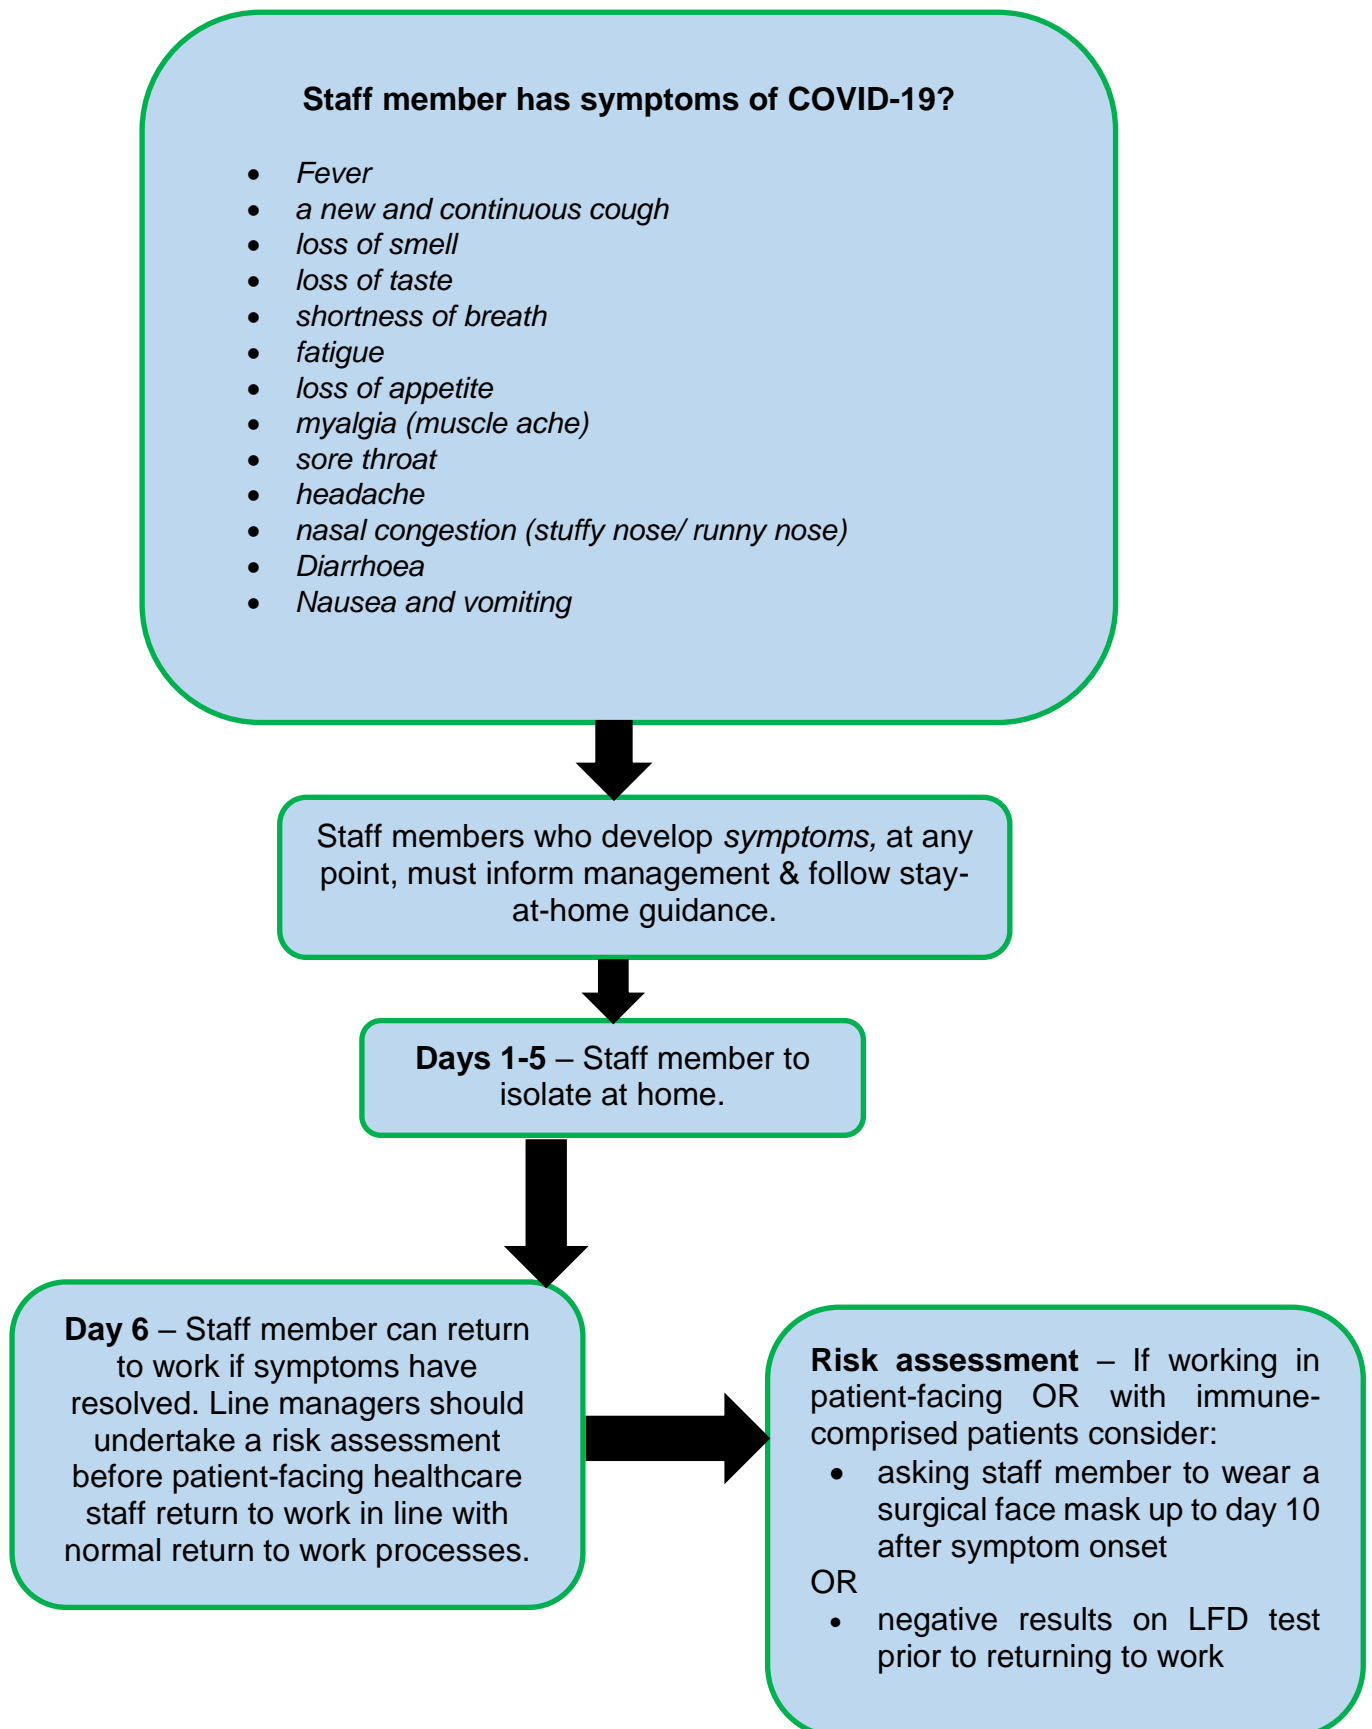 Staff member has symptoms of COVID-19?
• Fever
• a new and continuous cough
• loss of smell
• loss of taste
• shortness of breath
• fatigue
• loss of appetite
• myalgia (muscle ache)
• sore throat
• headache
• nasal congestion (stuffy nose/ runny nose)
• Diarrhoea
• Nausea and vomiting
Staff members who develop symptoms, at any
point, must inform management & follow stay-
at-home guidance.
Days 1-5 – Staff member to
isolate at home.
Day 6 – Staff member can return
to work if symptoms have
resolved. Line managers should
undertake a risk assessment
before patient-facing healthcare
staff return to work in line with
normal return to work processes.
Risk assessment – If working in
patient-facing OR with immune-
comprised patients consider:
• asking staff member to wear a
surgical face mask up to day 10
after symptom onset
OR
• negative results on LFD test
prior to returning to work